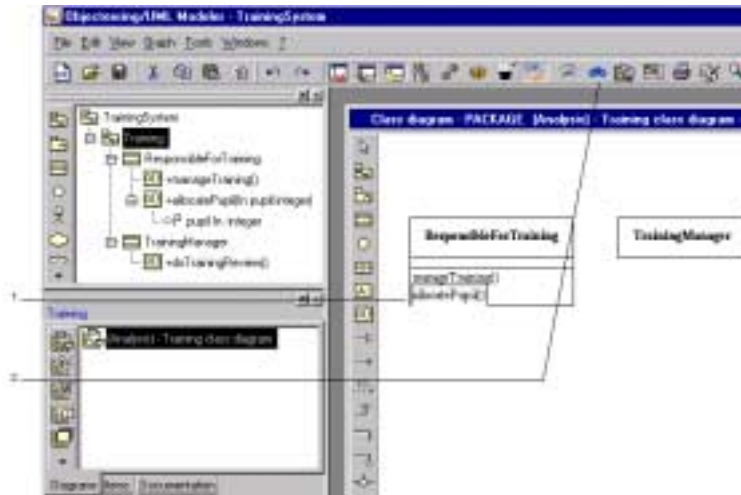 Objecteering/UML Modeler - TrainingSystem
File Edit View Graph Tools Windows ?
TrainingSystem
Training
ResponsibleForTraining
+manageTraining()
+allocatePupil(In pupil:integer)
pupil In integer
TrainingManager
+doTrainingReview()
Class diagram - PACKAGE (Analysis) - Training class diagram -
ResponsibleForTraining
TrainingManager
manageTraining()
allocatePupil()
1
Training
(Analysis) - Training class diagram
2
Diagrams Items Documentation